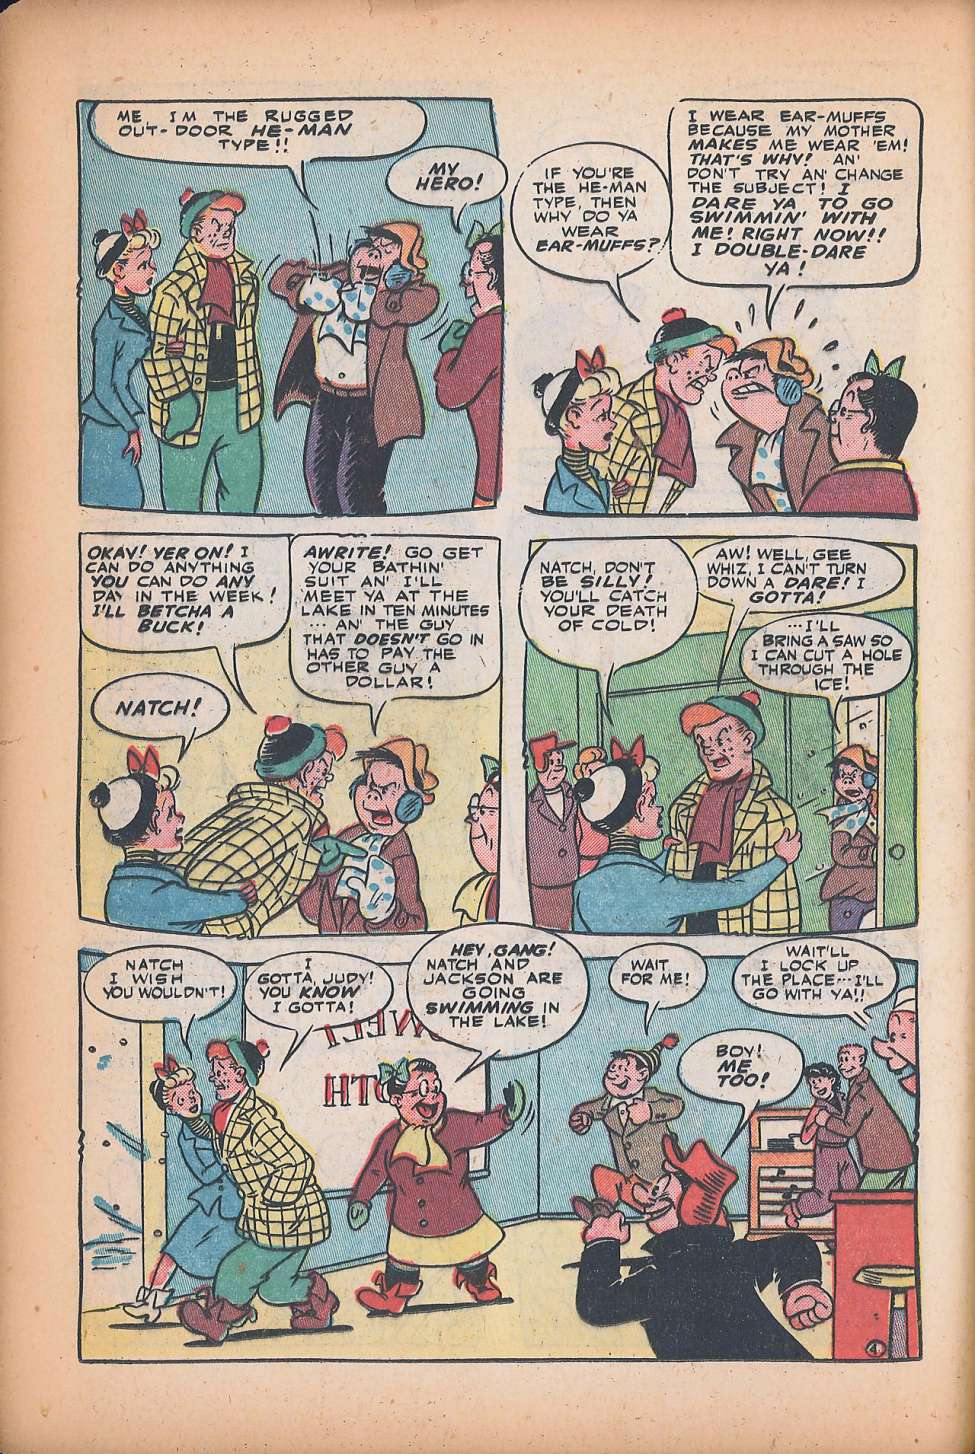 ME, I'M THE RUGGED
OUT-DOOR HE-MAN
TYPE!!
MY
HERO!
IF YOU'RE
THE HE-MAN
TYPE, THEN
WHY DO YA
WEAR
EAR-MUFFS?
I WEAR EAR-MUFFS
BECAUSE MY MOTHER
MAKES ME WEAR 'EM!
THAT'S WHY! AN'
DON'T TRY AN' CHANGE
THE SUBJECT! I
DARE YA TO GO
SWIMMIN' WITH
ME! RIGHT NOW!!
I DOUBLE-DARE
YA!
OKAY! YER ON! I
CAN DO ANYTHING
YOU CAN DO ANY
DAY IN THE WEEK!
I'LL BETCHA A
BUCK!
NATCH!
AWRITE! GO GET
YOUR BATHIN'
SUIT AN' I'LL
MEET YA AT THE
LAKE IN TEN MINUTES
... AN' THE GUY
THAT DOESN'T GO IN
HAS TO PAY THE
OTHER GUY A
DOLLAR!
NATCH, DON'T
BE SILLY!
YOU'LL CATCH
YOUR DEATH
OF COLD!
AW! WELL, GEE
WHIZ, I CAN'T TURN
DOWN A DARE! I
GOTTA!
...I'LL
BRING A SAW SO
I CAN CUT A HOLE
THROUGH THE
ICE!
NATCH
I WISH
YOU WOULDN'T!
I
GOTTA, JUDY!
YOU KNOW
I GOTTA!
HEY, GANG!
NATCH AND
JACKSON ARE
GOING
SWIMMING IN
THE LAKE!
WAIT
FOR ME!
BOY!
ME
TOO!
WAIT'LL
I LOCK UP
THE PLACE...I'LL
GO WITH YA!!
4